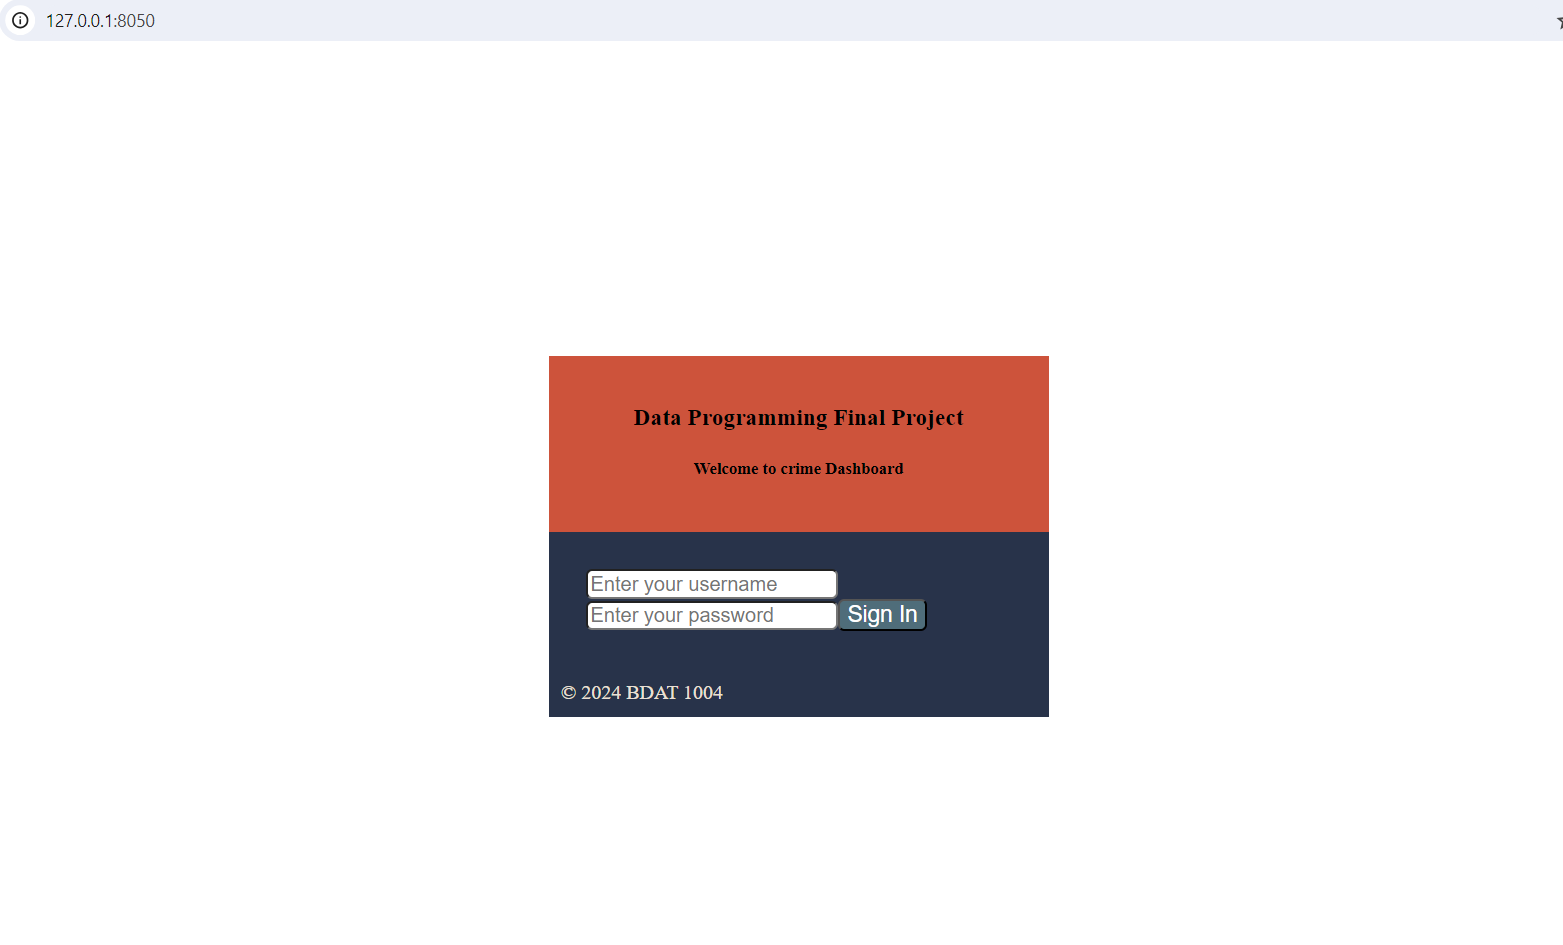 127.0.0.1:8050
Data Programming Final Project
Welcome to crime Dashboard
Enter your username
Enter your password Sign In
© 2024 BDAT 1004